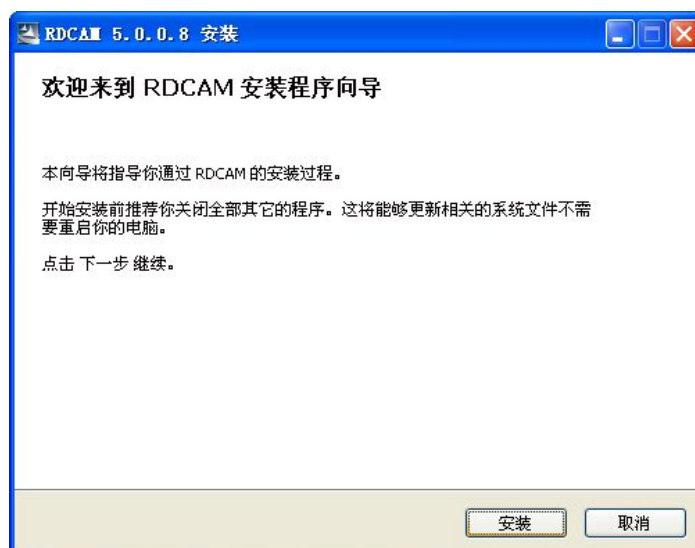 RDCAM 5.0.0.8 安装
欢迎来到 RDCAM 安装程序向导
本向导将指导你通过 RDCAM 的安装过程。
开始安装前推荐你关闭全部其它的程序。这将能够更新相关的系统文件不需
要重启你的电脑。
点击 下一步 继续。
安装
取消